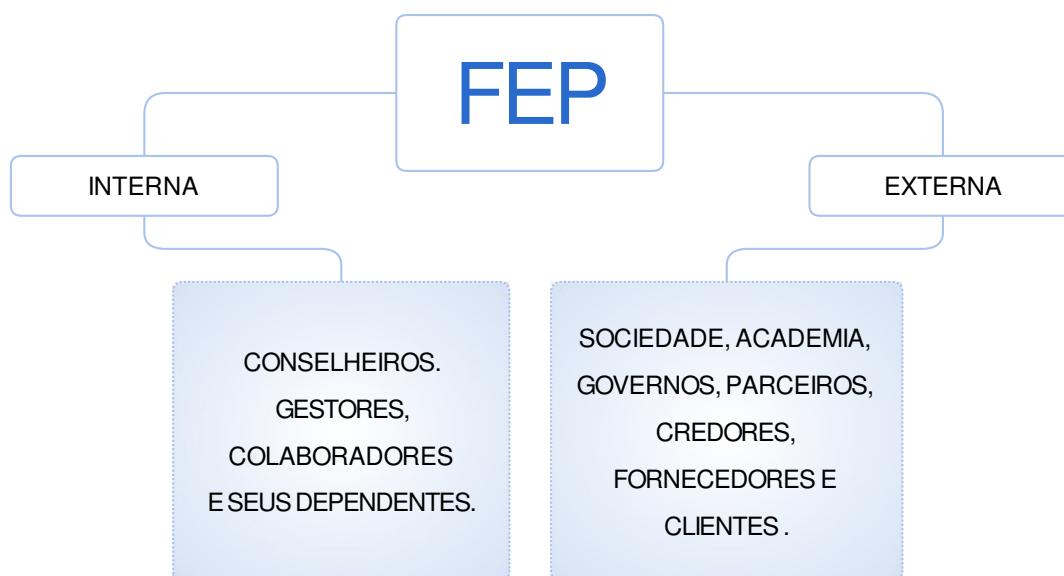 FEP
INTERNA
EXTERNA
CONSELHEIROS.
GESTORES,
COLABORADORES
E SEUS DEPENDENTES.
SOCIEDADE, ACADEMIA,
GOVERNOS, PARCEIROS,
CREDORES,
FORNECEDORES E
CLIENTES .